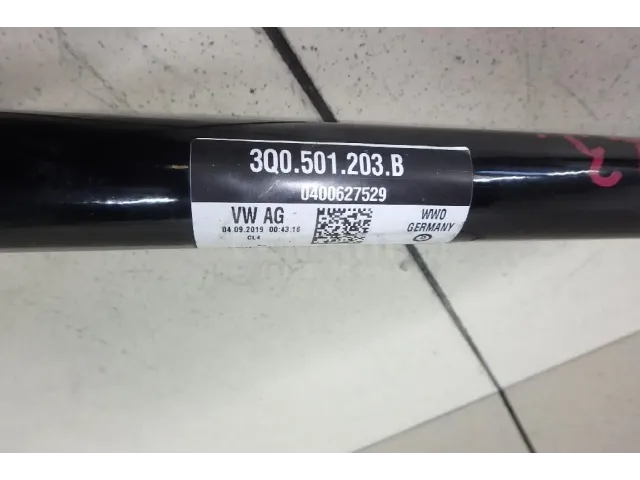 3Q0.501.203.B
0400627529
VW AG
04.09.2019 00:43:16
CL4
WWO
GERMANY